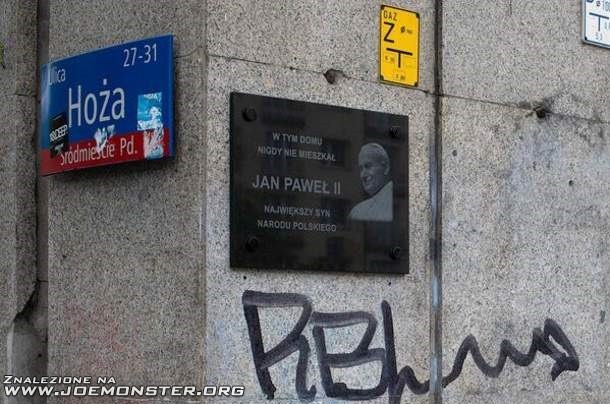 Ulica
27-31
Hoża
Śródmieście Pd.
GAZ
Z
T
W TYM DOMU
NIGDY NIE MIESZKAŁ
JAN PAWEŁ II
NAJWIĘKSZY SYN
NARODU POLSKIEGO
ZNALEZIONE NA
WWW.JOEMONSTER.ORG